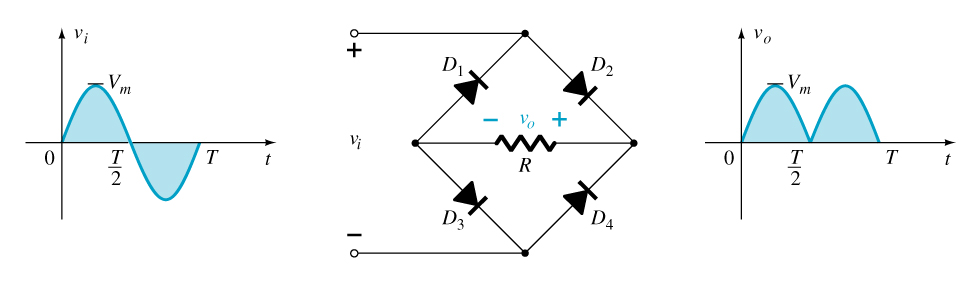 v_i
V_m
0
T/2
T
t
+
v_i
−
D_1
D_2
− v_o +
R
D_3
D_4
v_o
V_m
0
T/2
T
t